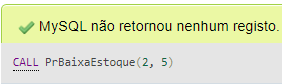 MySQL não retornou nenhum registo.
CALL PrBaixaEstoque(2, 5)